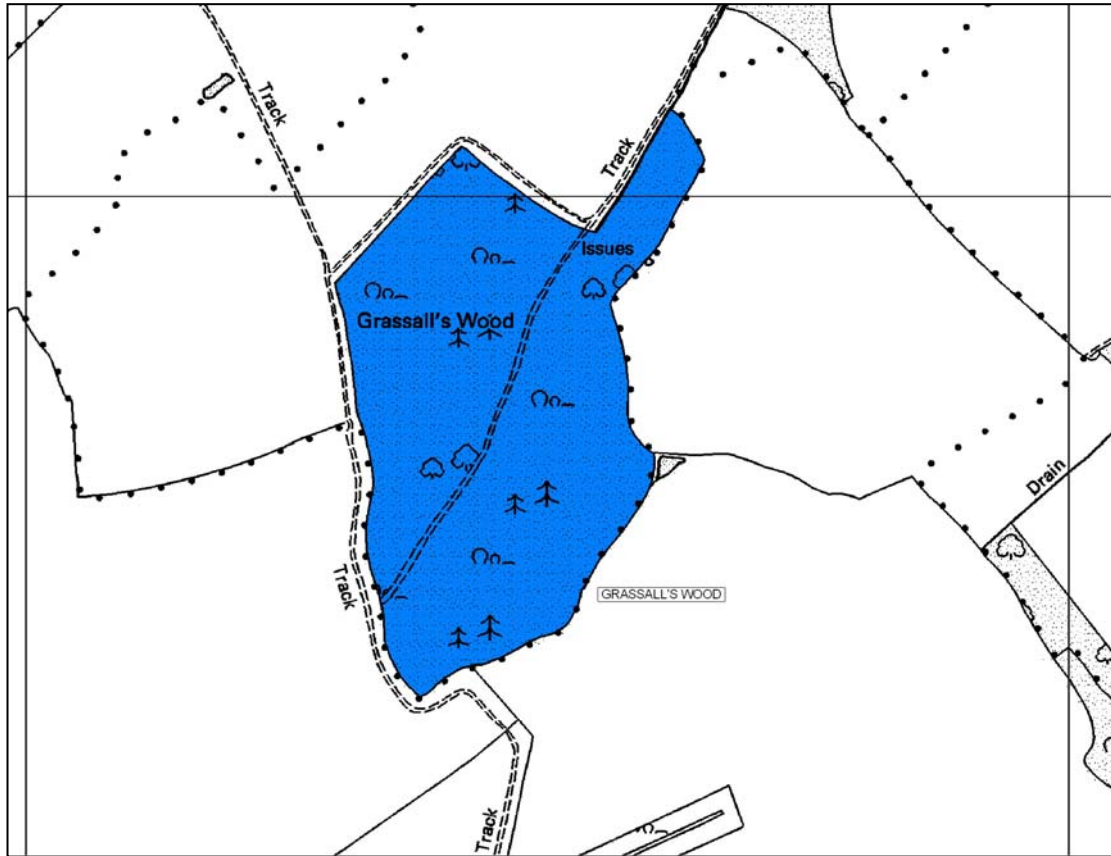 Track
Track
Issues
Grassall's Wood
Drain
Track
GRASSALL'S WOOD
Track